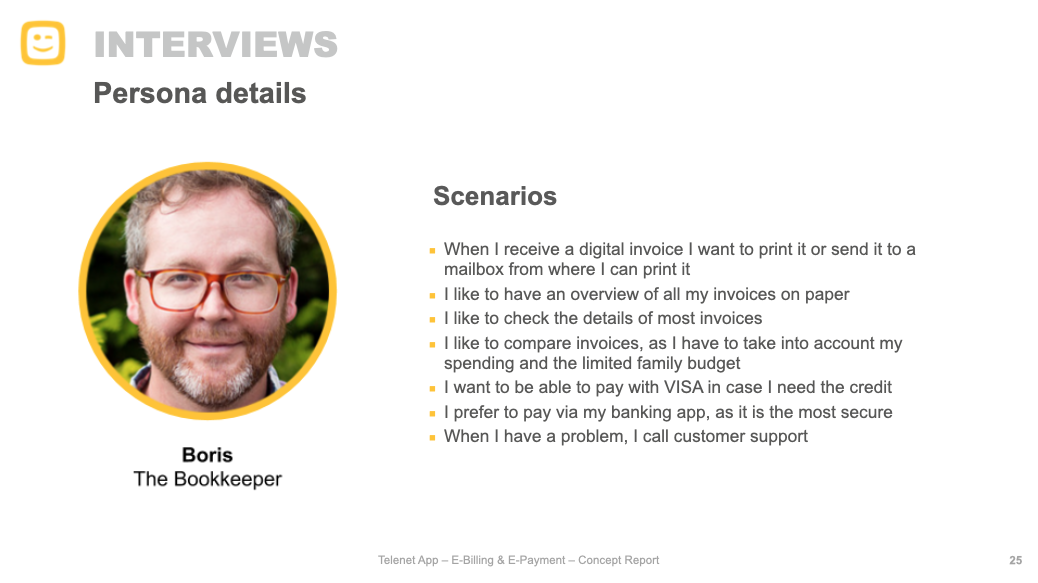 INTERVIEWS
Persona details
Scenarios
When I receive a digital invoice I want to print it or send it to a
mailbox from where I can print it
I like to have an overview of all my invoices on paper
I like to check the details of most invoices
I like to compare invoices, as I have to take into account my
spending and the limited family budget
I want to be able to pay with VISA in case I need the credit
I prefer to pay via my banking app, as it is the most secure
When I have a problem, I call customer support
Boris
The Bookkeeper
Telenet App – E-Billing & E-Payment – Concept Report
25